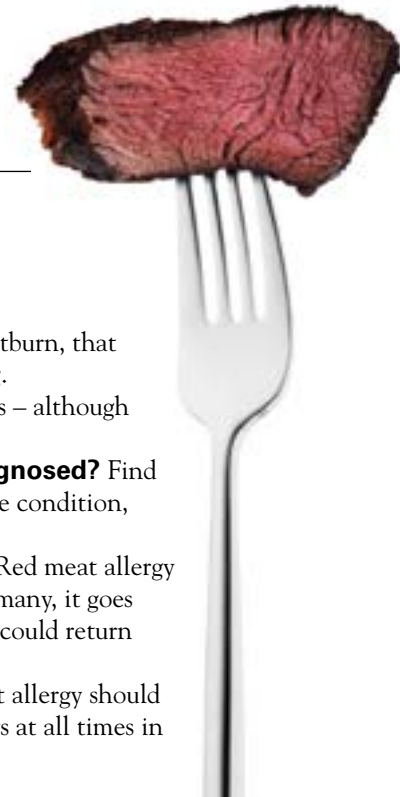 tburn, that
s – although
gnosed? Find
e condition,
Red meat allergy
many, it goes
could return
t allergy should
s at all times in